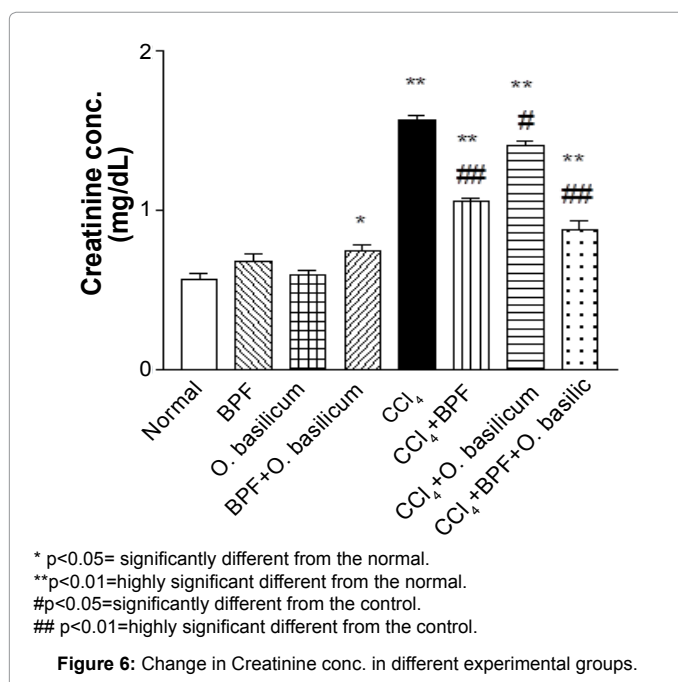 Creatinine conc.
(mg/dL)
2
1
0
*
**
**
##
**
#
**
##
Normal
BPF
O. basilicum
BPF+O. basilicum
CCl₄
CCl₄+BPF
CCl₄+O. basilicum
CCl₄+BPF+O. basilic
* p<0.05= significantly different from the normal.
**p<0.01=highly significant different from the normal.
#p<0.05=significantly different from the control.
## p<0.01=highly significant different from the control.
Figure 6: Change in Creatinine conc. in different experimental groups.